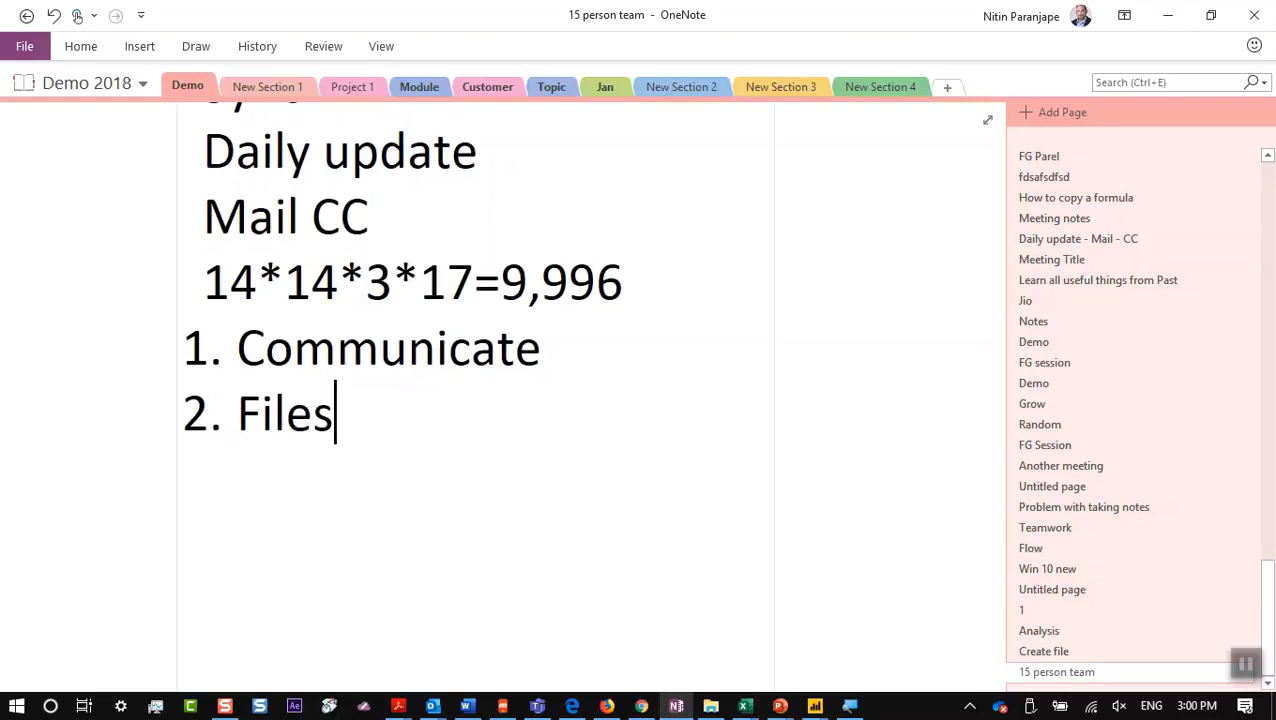 15 person team - OneNote
Nitin Paranjape
File Home Insert Draw History Review View
Demo 2018
Demo New Section 1 Project 1 Module Customer Topic Jan New Section 2 New Section 3 New Section 4
Search (Ctrl+E)
Daily update
Mail CC
14*14*3*17=9,996
1. Communicate
2. Files
Add Page
FG Parel
fdsafsdfsd
How to copy a formula
Meeting notes
Daily update - Mail - CC
Meeting Title
Learn all useful things from Past
Jio
Notes
Demo
FG session
Demo
Grow
Random
FG Session
Another meeting
Untitled page
Problem with taking notes
Teamwork
Flow
Win 10 new
Untitled page
1
Analysis
Create file
15 person team
ENG 3:00 PM